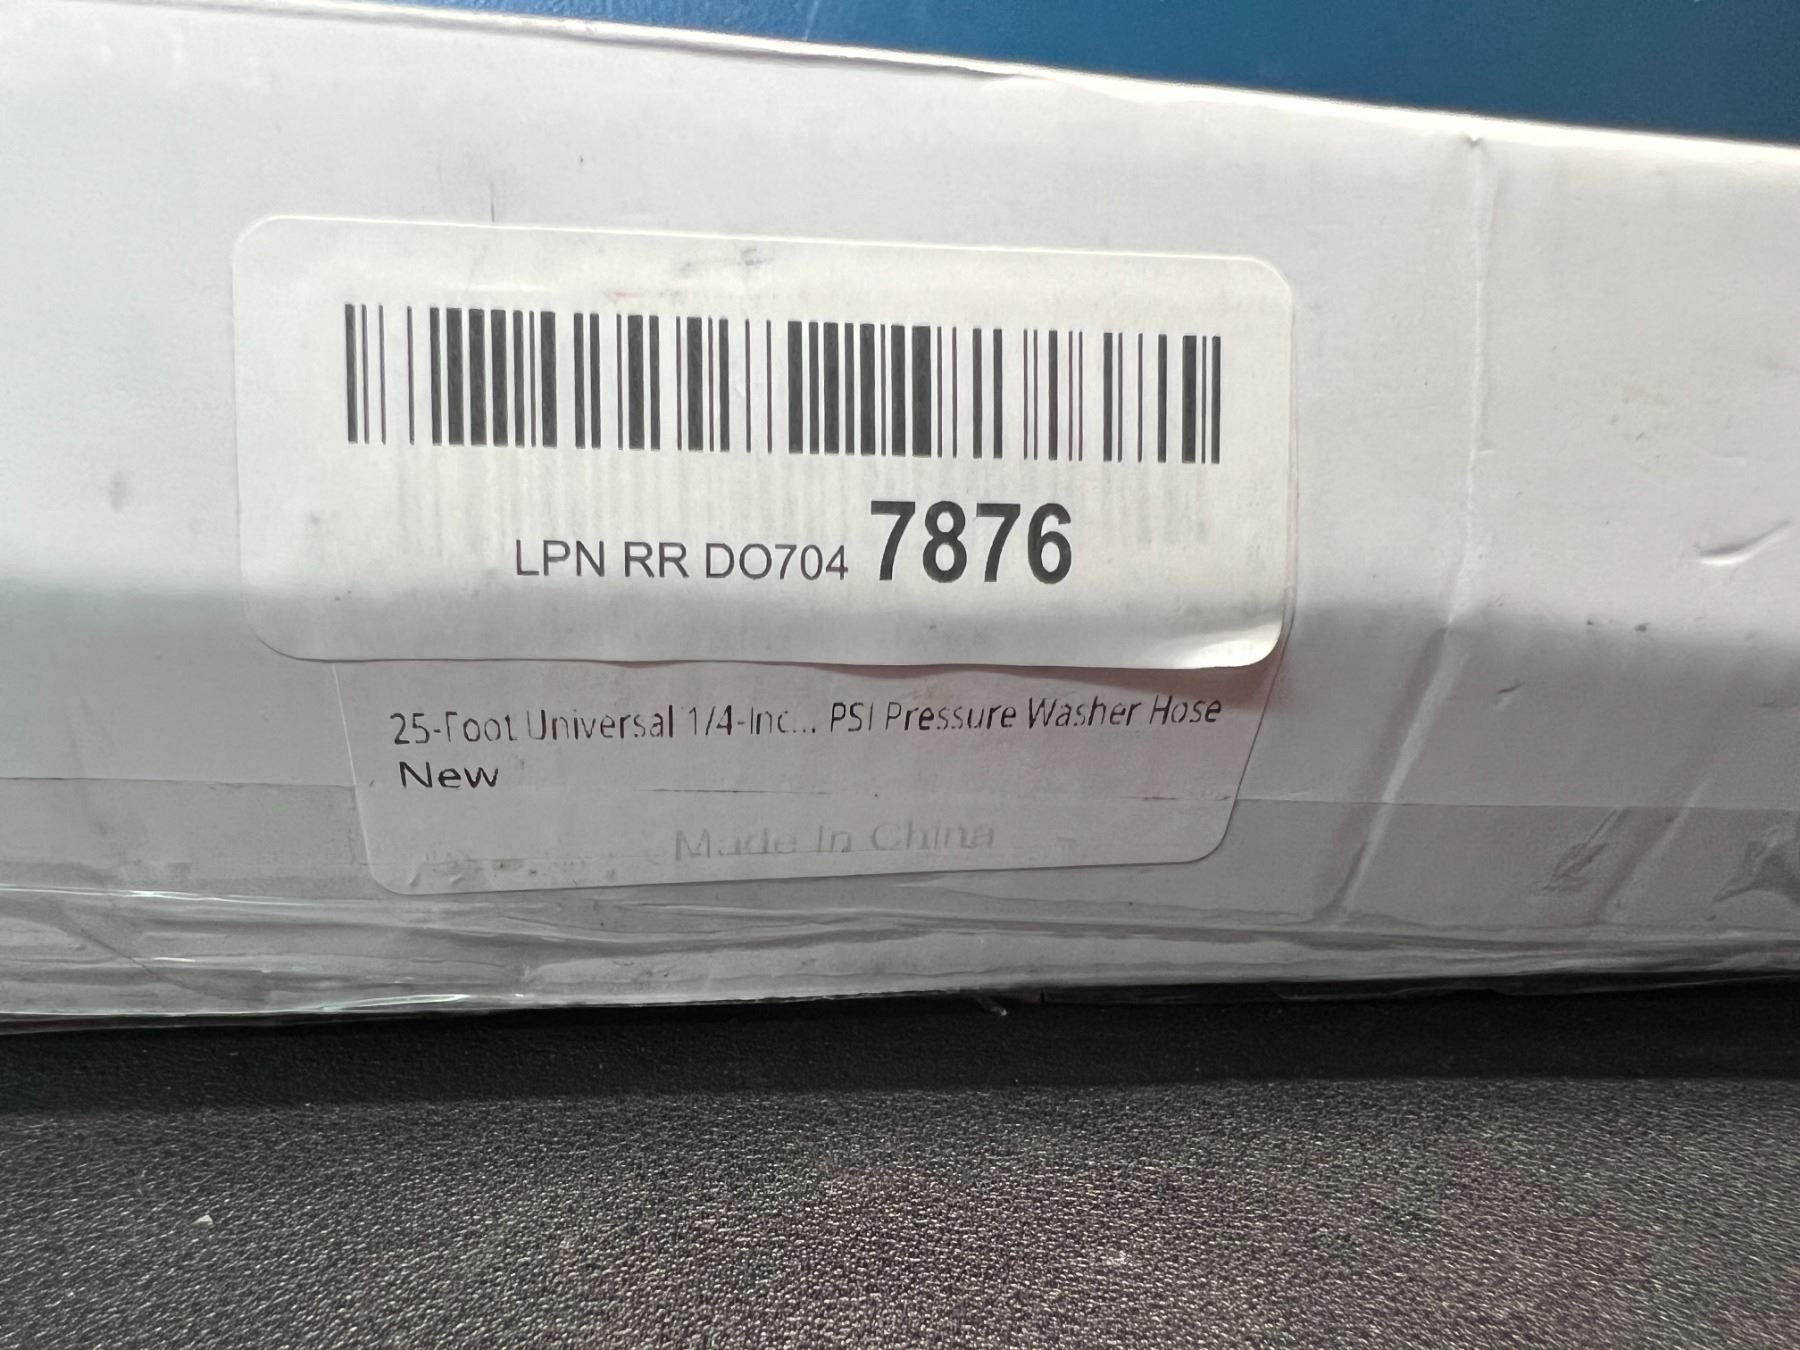 LPN RR DO704 7876
25-Foot Universal 1/4-Inc... PSI Pressure Washer Hose
New
Made In China